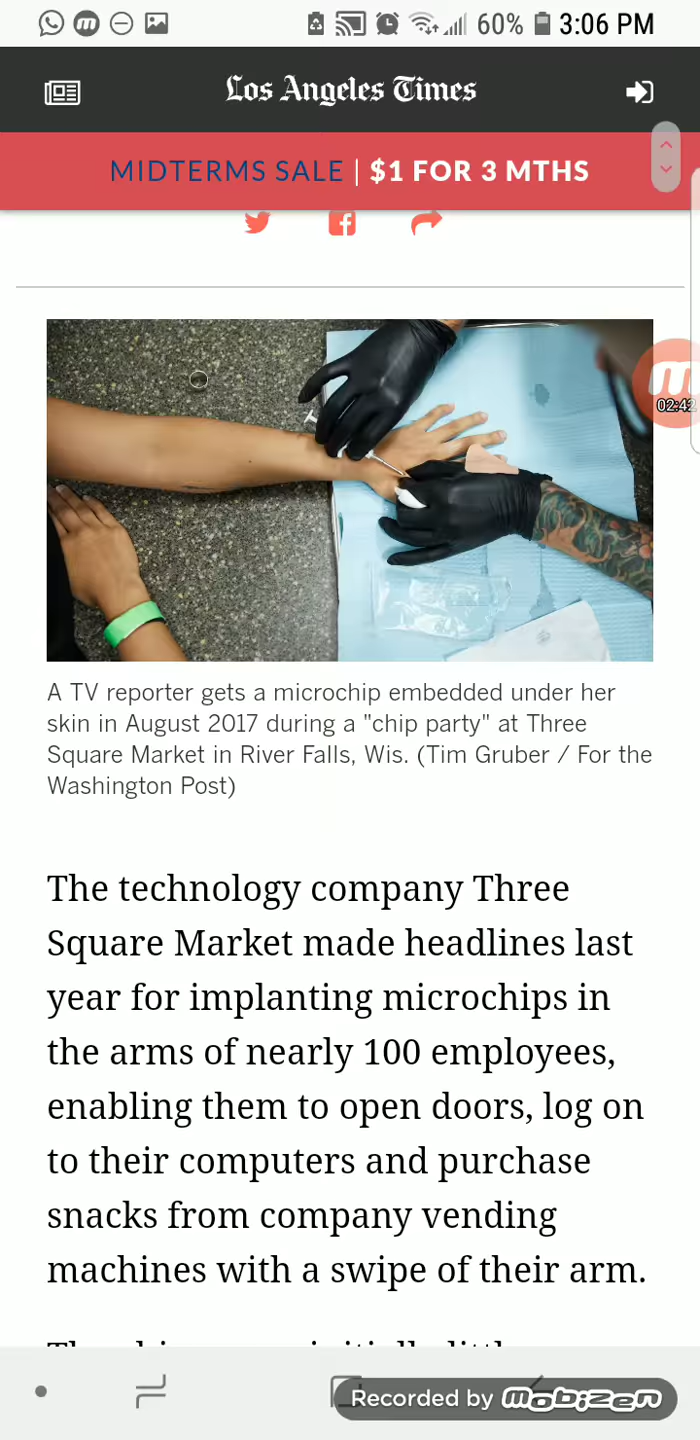 60% 3:06 PM
Los Angeles Times
MIDTERMS SALE | $1 FOR 3 MTHS
02:42
A TV reporter gets a microchip embedded under her
skin in August 2017 during a "chip party" at Three
Square Market in River Falls, Wis. (Tim Gruber / For the
Washington Post)
The technology company Three
Square Market made headlines last
year for implanting microchips in
the arms of nearly 100 employees,
enabling them to open doors, log on
to their computers and purchase
snacks from company vending
machines with a swipe of their arm.
Recorded by mobizen